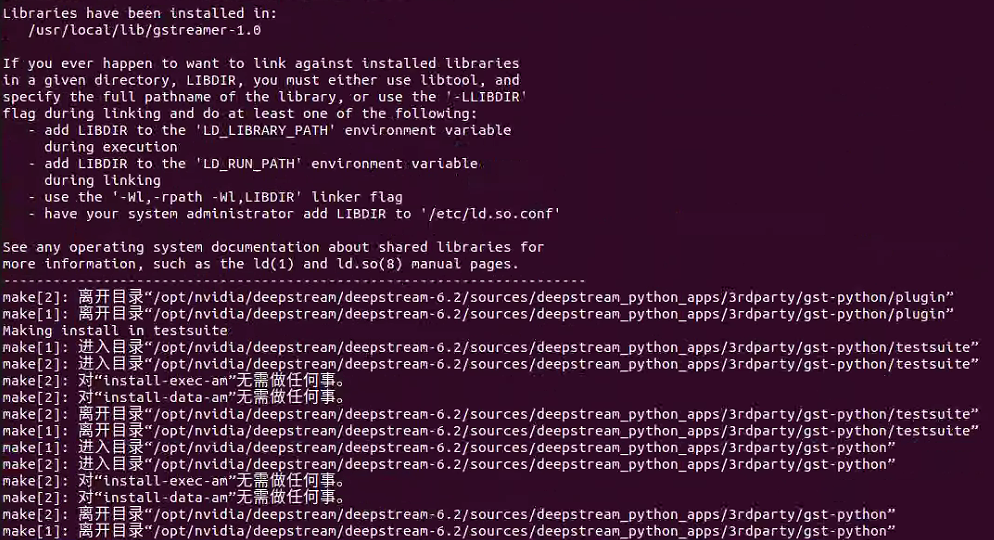 Libraries have been installed in:
   /usr/local/lib/gstreamer-1.0

If you ever happen to want to link against installed libraries
in a given directory, LIBDIR, you must either use libtool, and
specify the full pathname of the library, or use the '-LLIBDIR'
flag during linking and do at least one of the following:
   - add LIBDIR to the 'LD_LIBRARY_PATH' environment variable
     during execution
   - add LIBDIR to the 'LD_RUN_PATH' environment variable
     during linking
   - use the '-Wl,-rpath -Wl,LIBDIR' linker flag
   - have your system administrator add LIBDIR to '/etc/ld.so.conf'

See any operating system documentation about shared libraries for
more information, such as the ld(1) and ld.so(8) manual pages.
----------------------------------------------------------------------
make[2]: 离开目录“/opt/nvidia/deepstream/deepstream-6.2/sources/deepstream_python_apps/3rdparty/gst-python/plugin”
make[1]: 离开目录“/opt/nvidia/deepstream/deepstream-6.2/sources/deepstream_python_apps/3rdparty/gst-python/plugin”
Making install in testsuite
make[1]: 进入目录“/opt/nvidia/deepstream/deepstream-6.2/sources/deepstream_python_apps/3rdparty/gst-python/testsuite”
make[2]: 进入目录“/opt/nvidia/deepstream/deepstream-6.2/sources/deepstream_python_apps/3rdparty/gst-python/testsuite”
make[2]: 对“install-exec-am”无需做任何事。
make[2]: 对“install-data-am”无需做任何事。
make[2]: 离开目录“/opt/nvidia/deepstream/deepstream-6.2/sources/deepstream_python_apps/3rdparty/gst-python/testsuite”
make[1]: 离开目录“/opt/nvidia/deepstream/deepstream-6.2/sources/deepstream_python_apps/3rdparty/gst-python/testsuite”
make[1]: 进入目录“/opt/nvidia/deepstream/deepstream-6.2/sources/deepstream_python_apps/3rdparty/gst-python”
make[2]: 进入目录“/opt/nvidia/deepstream/deepstream-6.2/sources/deepstream_python_apps/3rdparty/gst-python”
make[2]: 对“install-exec-am”无需做任何事。
make[2]: 对“install-data-am”无需做任何事。
make[2]: 离开目录“/opt/nvidia/deepstream/deepstream-6.2/sources/deepstream_python_apps/3rdparty/gst-python”
make[1]: 离开目录“/opt/nvidia/deepstream/deepstream-6.2/sources/deepstream_python_apps/3rdparty/gst-python”